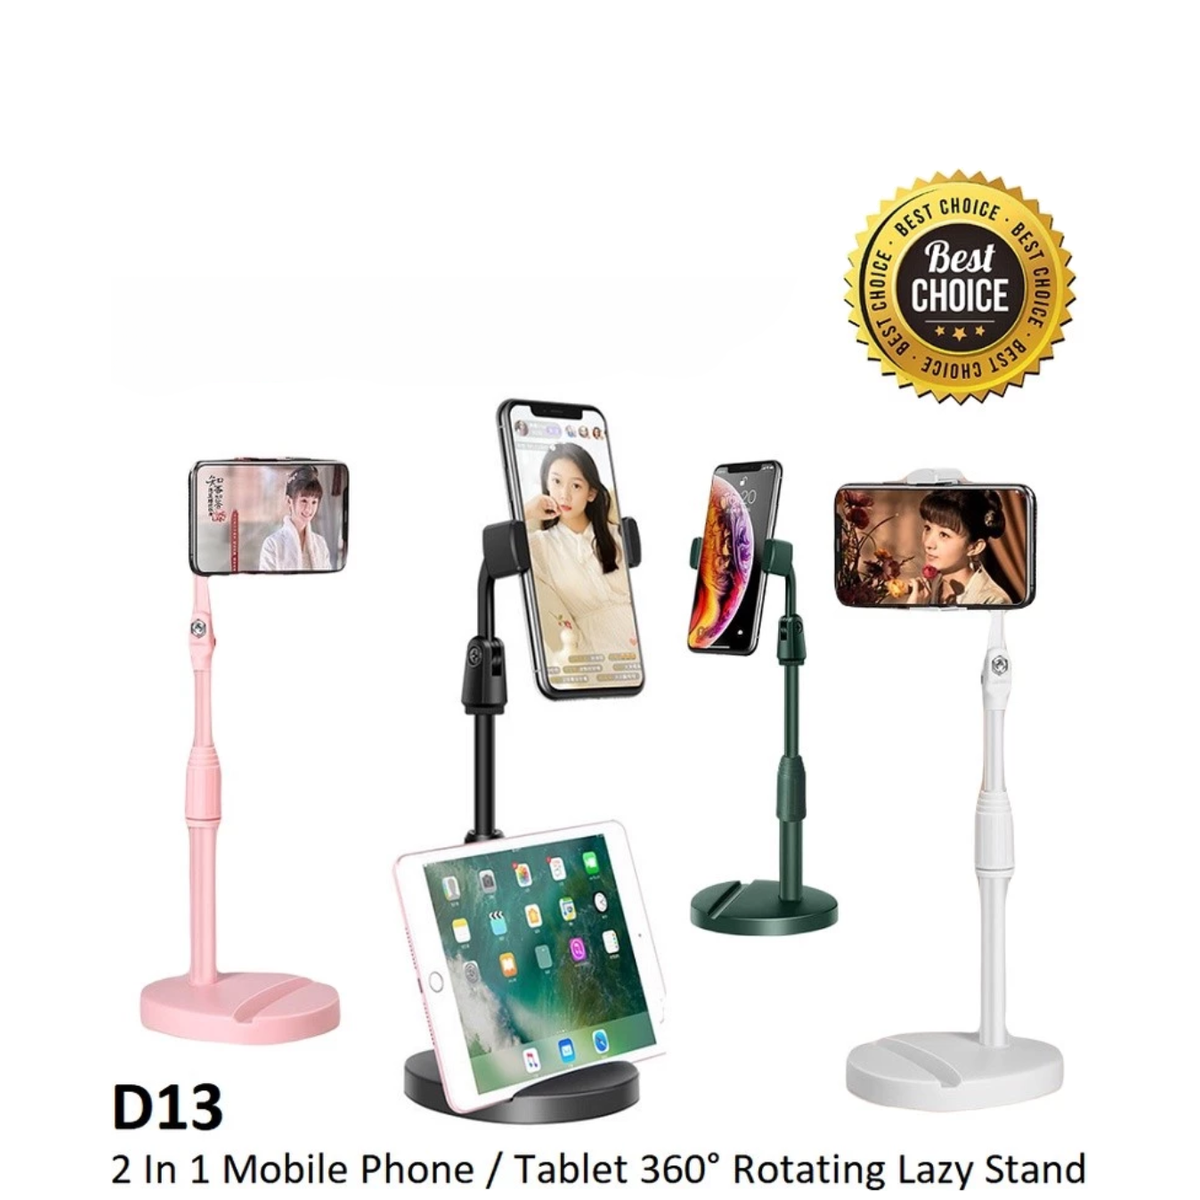 BEST CHOICE · BEST CHOICE · BEST CHOICE · BEST CHOICE ·
Best
CHOICE
D13
2 In 1 Mobile Phone / Tablet 360° Rotating Lazy Stand